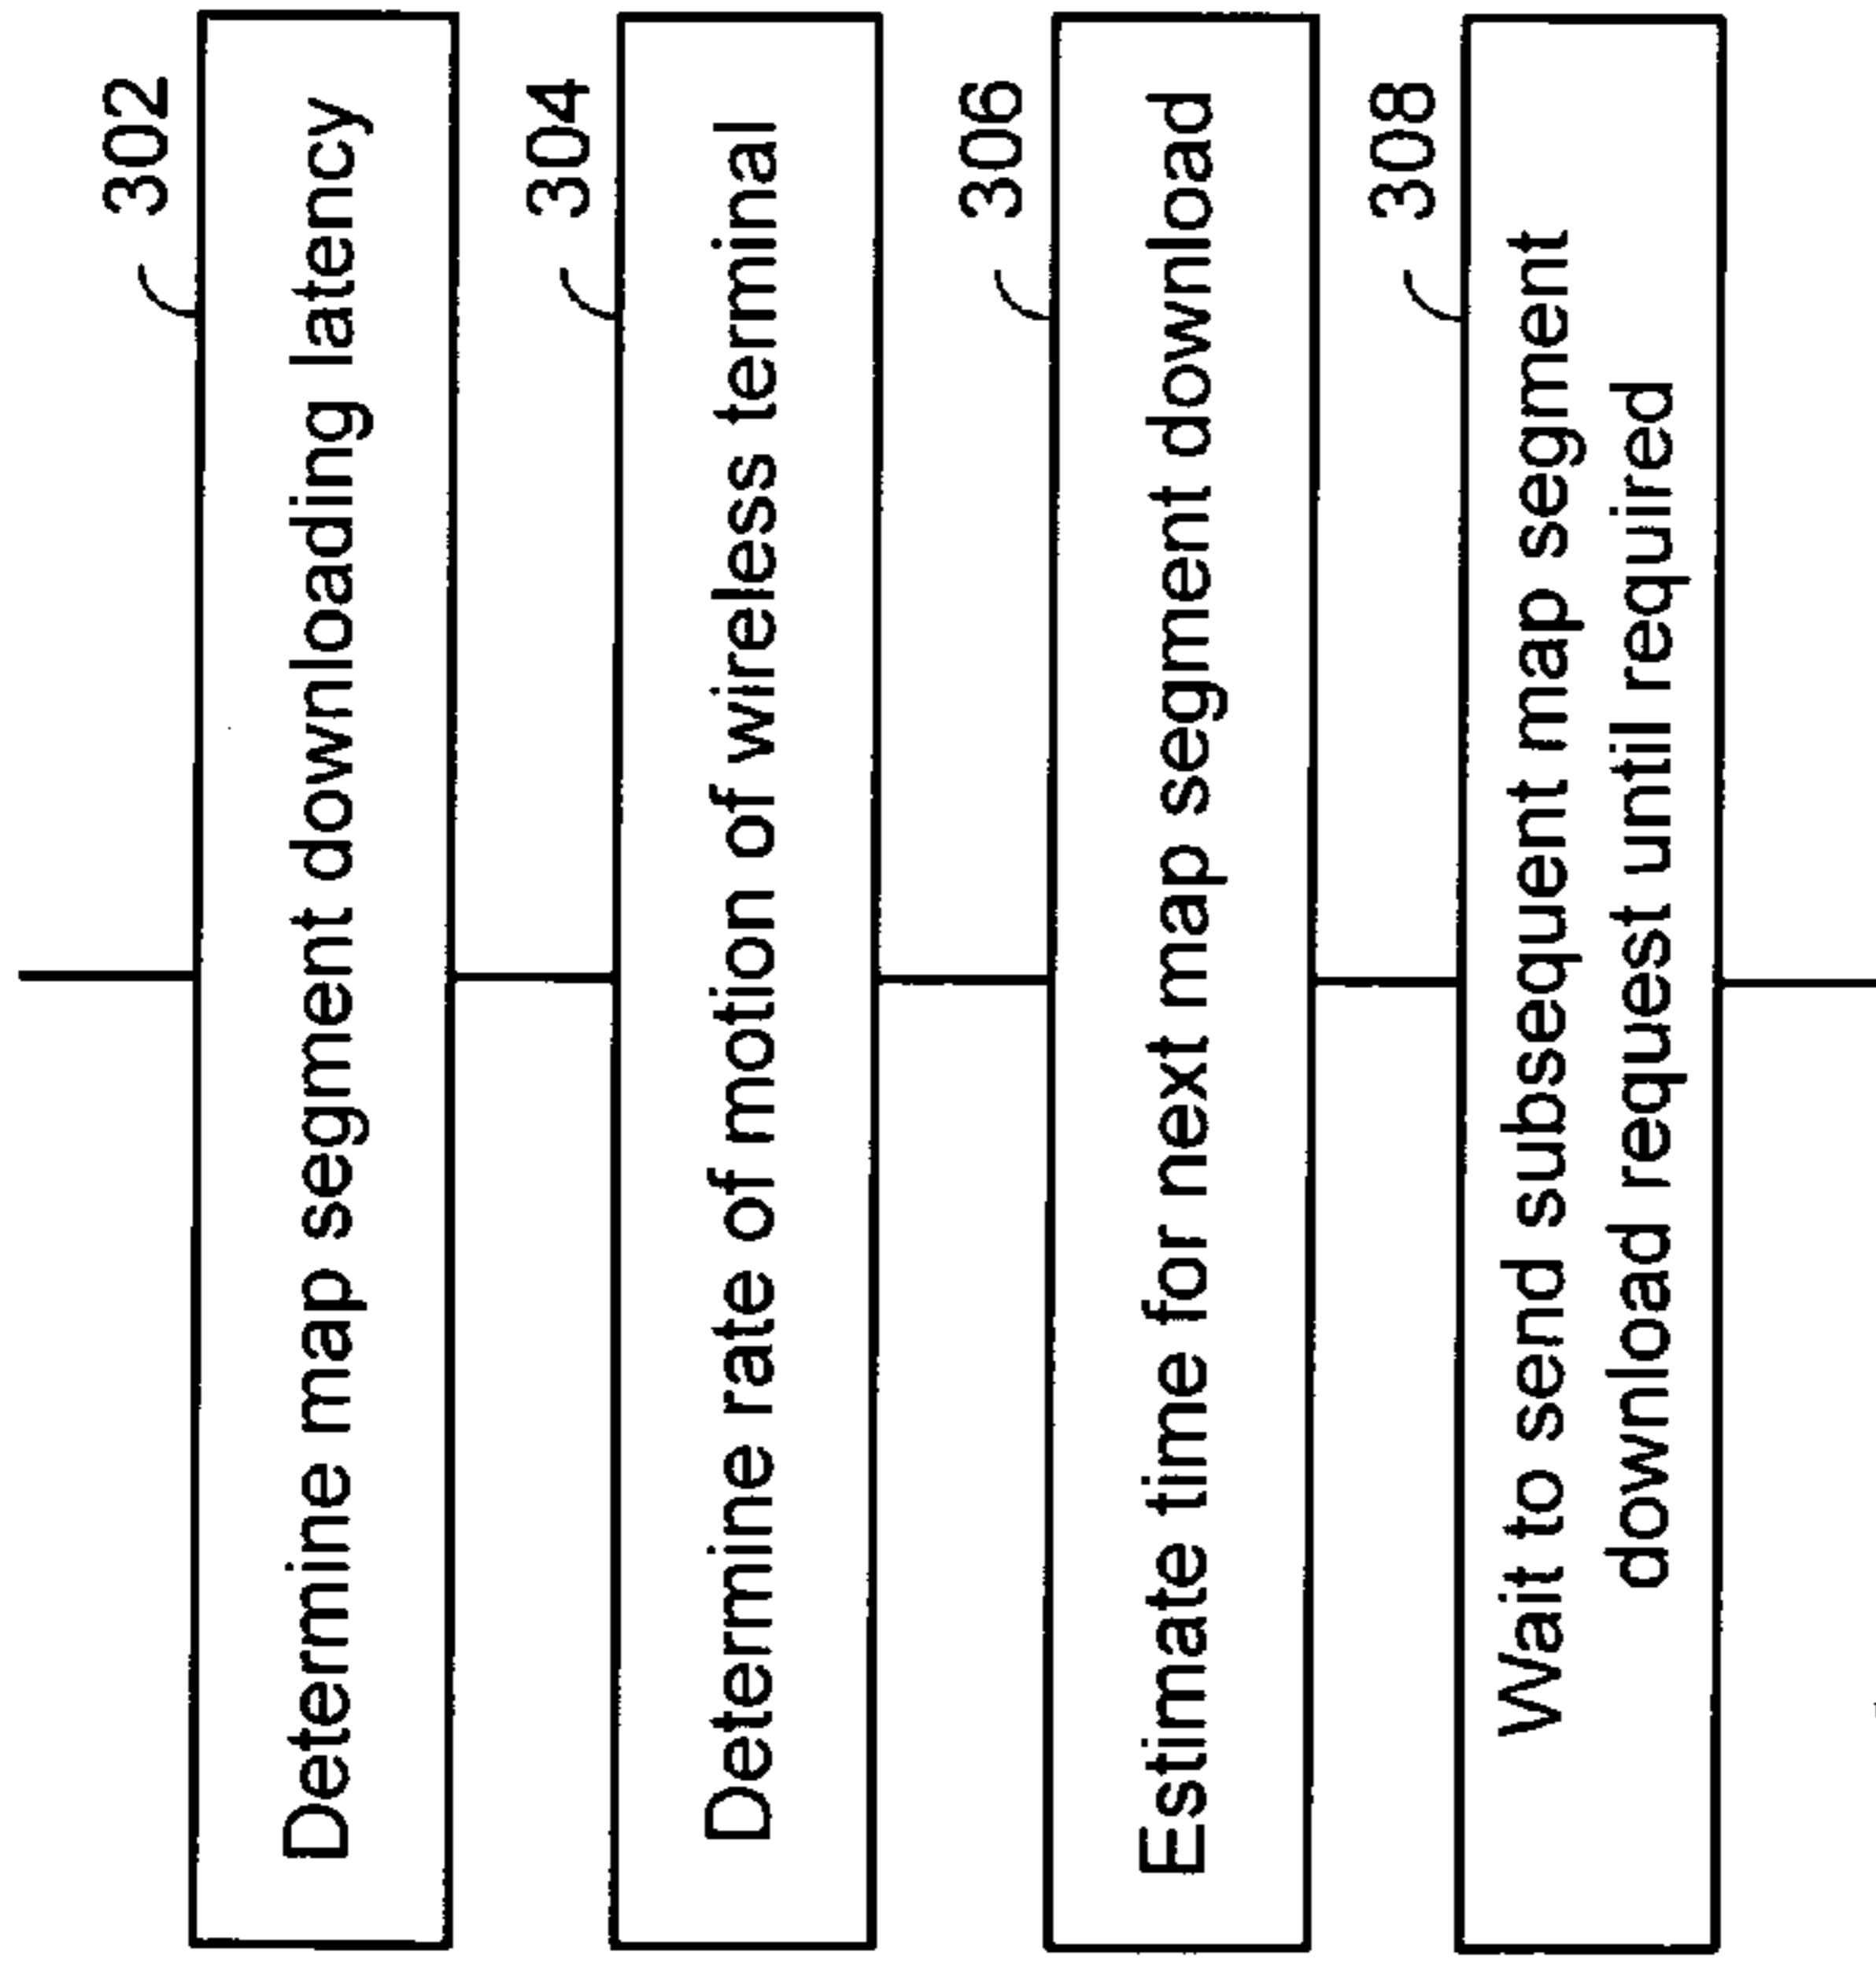 302
Determine map segment downloading latency
304
Determine rate of motion of wireless terminal
306
Estimate time for next map segment download
308
Wait to send subsequent map segment
download request until required